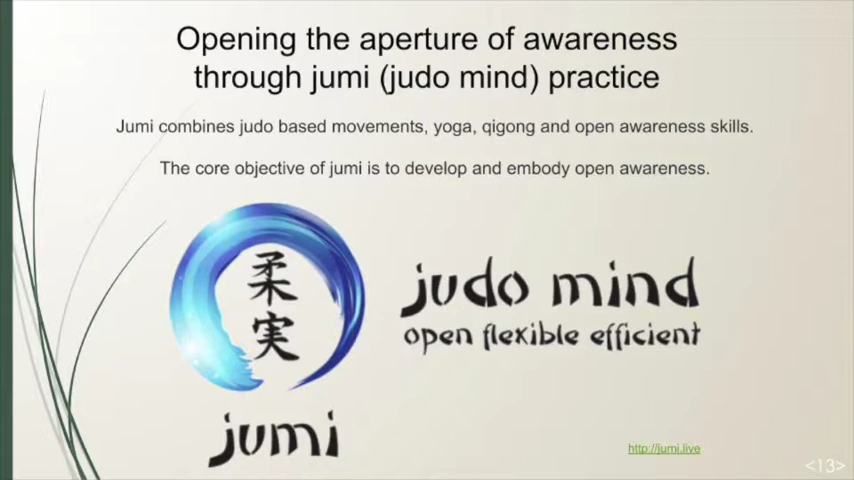 Opening the aperture of awareness
through jumi (judo mind) practice
Jumi combines judo based movements, yoga, qigong and open awareness skills.
The core objective of jumi is to develop and embody open awareness.
柔
実
jumi
judo mind
open flexible efficient
http://jumi.live
<13>